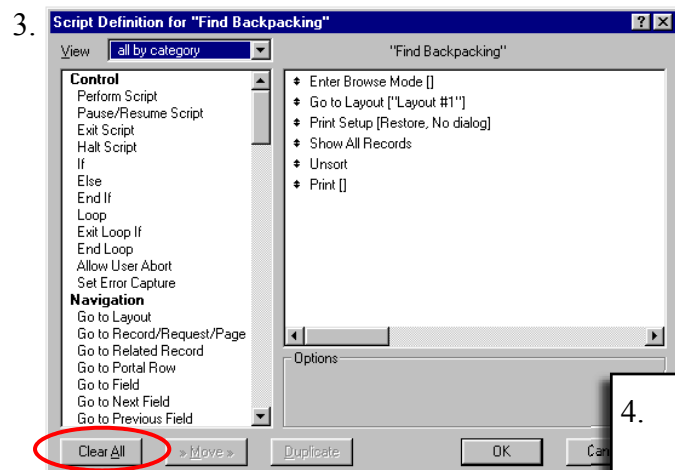 3.
Script Definition for "Find Backpacking"
View all by category
"Find Backpacking"
Control
Perform Script
Pause/Resume Script
Exit Script
Halt Script
If
Else
End If
Loop
Exit Loop If
End Loop
Allow User Abort
Set Error Capture
Navigation
Go to Layout
Go to Record/Request/Page
Go to Related Record
Go to Portal Row
Go to Field
Go to Next Field
Go to Previous Field
Enter Browse Mode []
Go to Layout ["Layout #1"]
Print Setup [Restore, No dialog]
Show All Records
Unsort
Print []
Options
4.
Clear All » Move » Duplicate OK Can